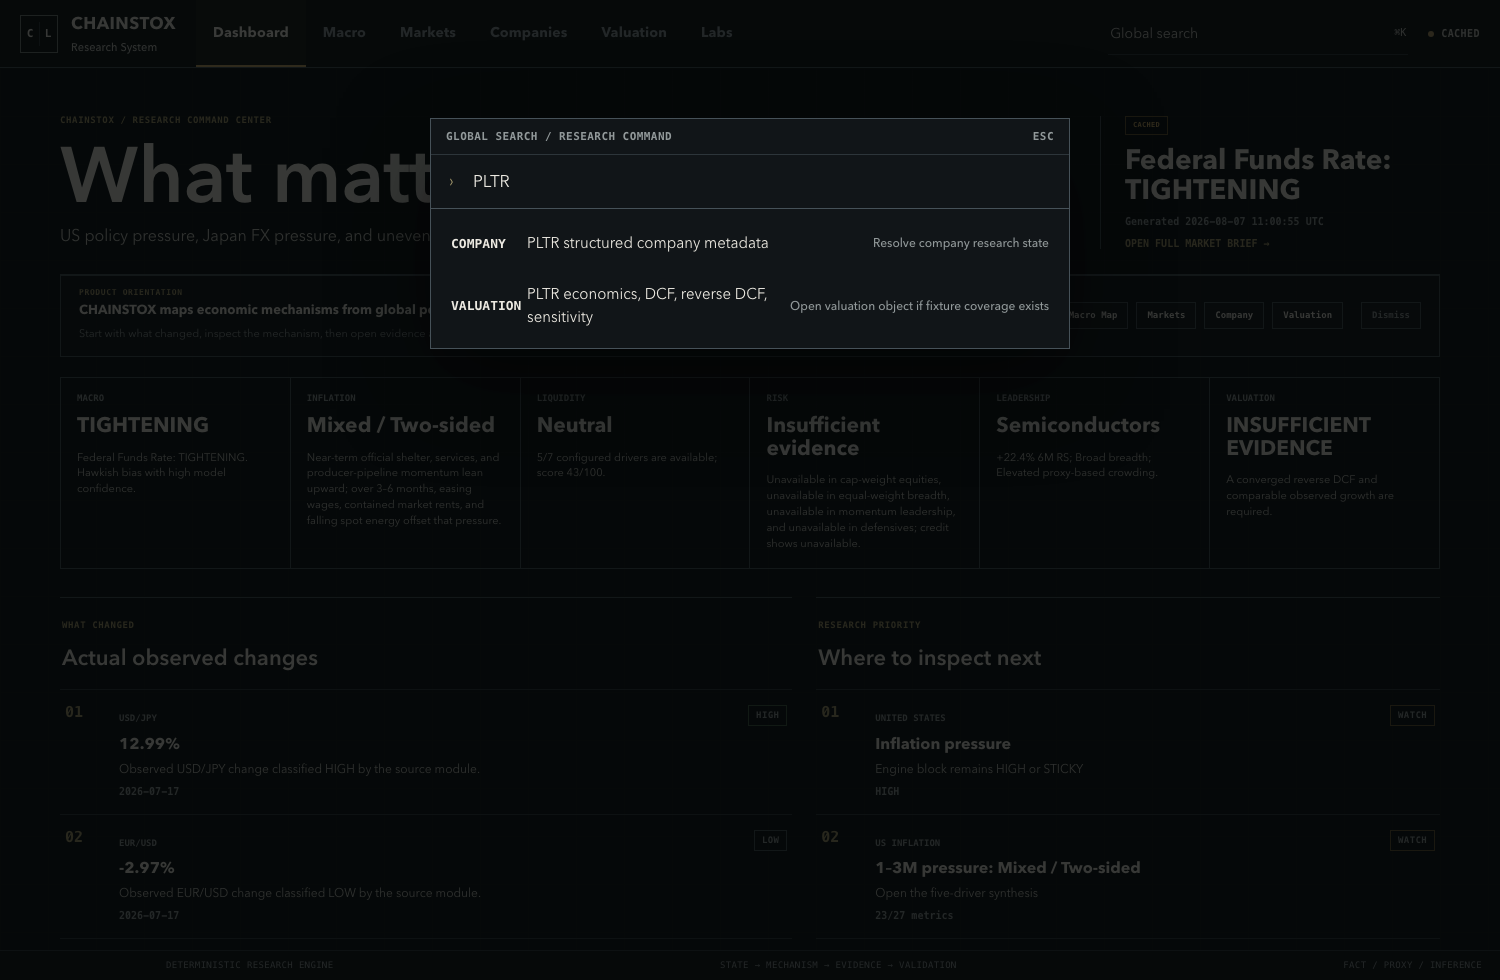 C L
CHAINSTOX
Research System
Dashboard
Macro
Markets
Companies
Valuation
Labs
Global search
⌘K
CACHED
CHAINSTOX / RESEARCH COMMAND CENTER
What matt
US policy pressure, Japan FX pressure, and uneven
GLOBAL SEARCH / RESEARCH COMMAND
ESC
› PLTR
COMPANY
PLTR structured company metadata
Resolve company research state
VALUATION
PLTR economics, DCF, reverse DCF,
sensitivity
Open valuation object if fixture coverage exists
CACHED
Federal Funds Rate:
TIGHTENING
Generated 2026-08-07 11:00:55 UTC
OPEN FULL MARKET BRIEF →
PRODUCT ORIENTATION
CHAINSTOX maps economic mechanisms from global po
Start with what changed, inspect the mechanism, then open evidence
Macro Map
Markets
Company
Valuation
Dismiss
MACRO
TIGHTENING
Federal Funds Rate: TIGHTENING.
Hawkish bias with high model
confidence.
INFLATION
Mixed / Two-sided
Near-term official shelter, services, and
producer-pipeline momentum lean
upward; over 3–6 months, easing
wages, contained market rents, and
falling spot energy offset that pressure.
LIQUIDITY
Neutral
5/7 configured drivers are available;
score 43/100.
RISK
Insufficient
evidence
Unavailable in cap-weight equities,
unavailable in equal-weight breadth,
unavailable in momentum leadership,
and unavailable in defensives; credit
shows unavailable.
LEADERSHIP
Semiconductors
+22.4% 6M RS; Broad breadth;
Elevated proxy-based crowding.
VALUATION
INSUFFICIENT
EVIDENCE
A converged reverse DCF and
comparable observed growth are
required.
WHAT CHANGED
Actual observed changes
01
USD/JPY
HIGH
12.99%
Observed USD/JPY change classified HIGH by the source module.
2026-07-17
02
EUR/USD
LOW
-2.97%
Observed EUR/USD change classified LOW by the source module.
2026-07-17
RESEARCH PRIORITY
Where to inspect next
01
UNITED STATES
WATCH
Inflation pressure
Engine block remains HIGH or STICKY
HIGH
02
US INFLATION
WATCH
1–3M pressure: Mixed / Two-sided
Open the five-driver synthesis
23/27 metrics
DETERMINISTIC RESEARCH ENGINE
STATE → MECHANISM → EVIDENCE → VALIDATION
FACT / PROXY / INFERENCE